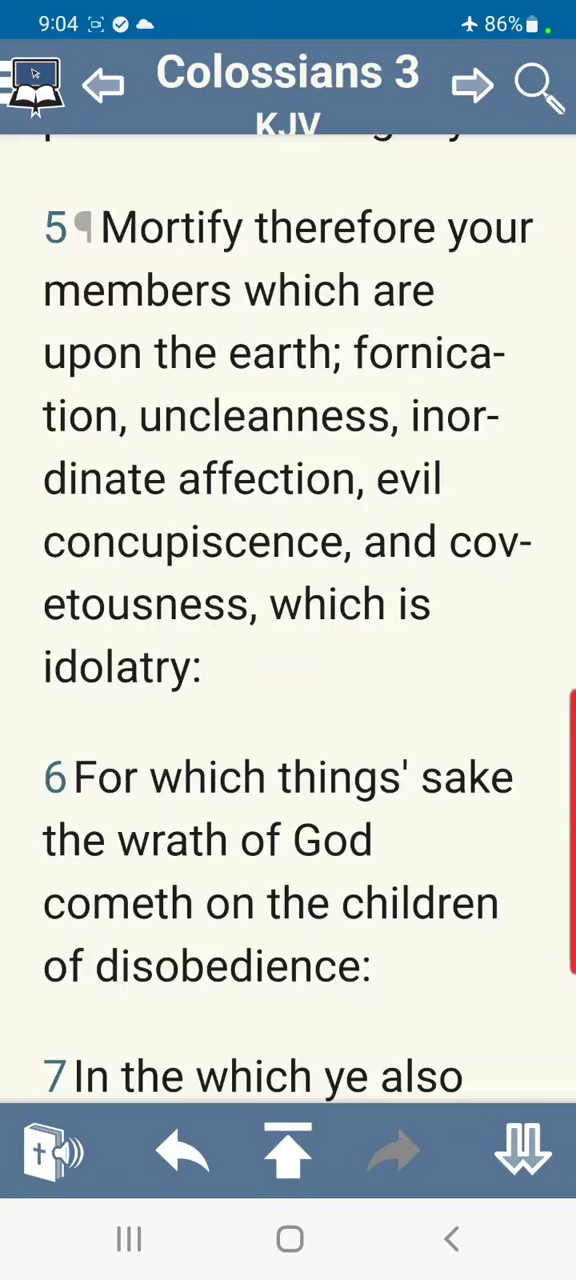 9:04
86%
Colossians 3
KJV
5 ¶ Mortify therefore your
members which are
upon the earth; fornica-
tion, uncleanness, inor-
dinate affection, evil
concupiscence, and cov-
etousness, which is
idolatry:
6 For which things' sake
the wrath of God
cometh on the children
of disobedience:
7 In the which ye also